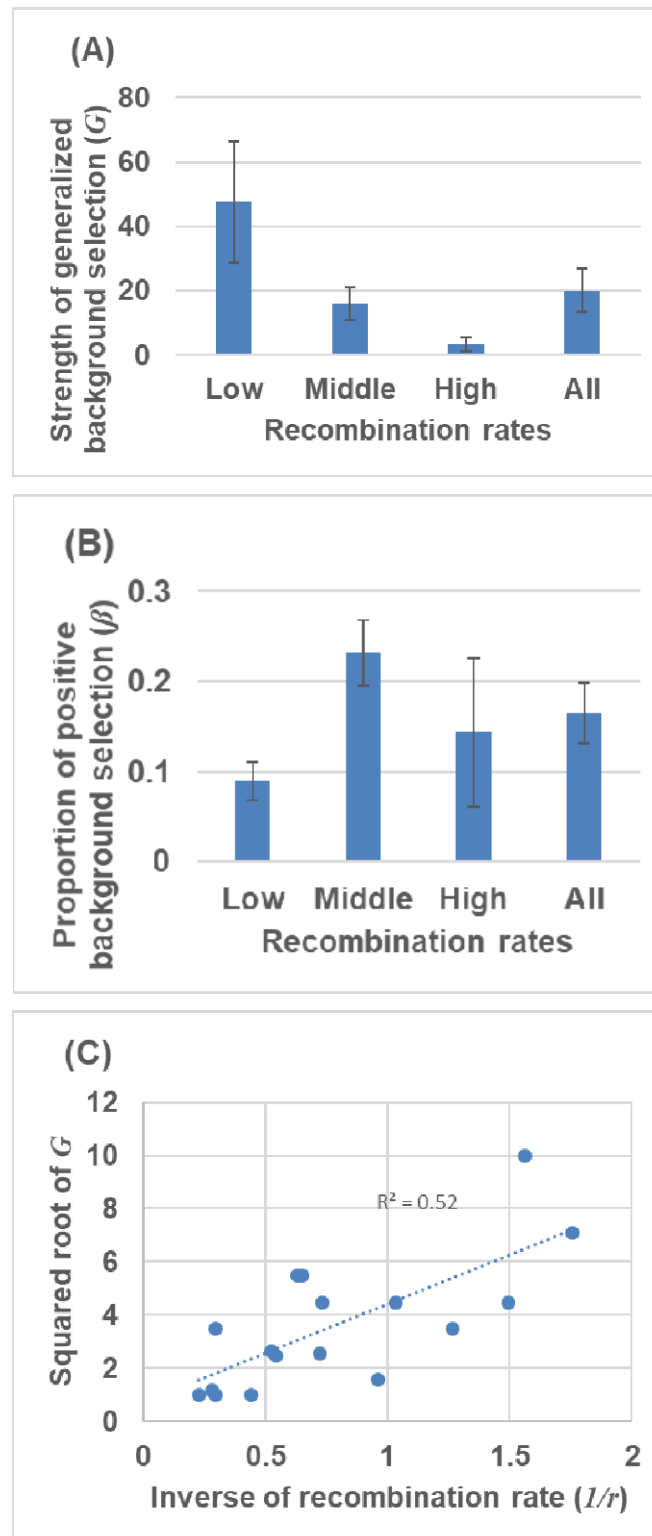 (A)
Strength of generalized
background selection (G)
80
60
40
20
0
Low Middle High All
Recombination rates
(B)
Proportion of positive
background selection (β)
0.3
0.2
0.1
0
Low Middle High All
Recombination rates
(C)
Squared root of G
12
10
8
6
4
2
0
R² = 0.52
0 0.5 1 1.5 2
Inverse of recombination rate (1/r)